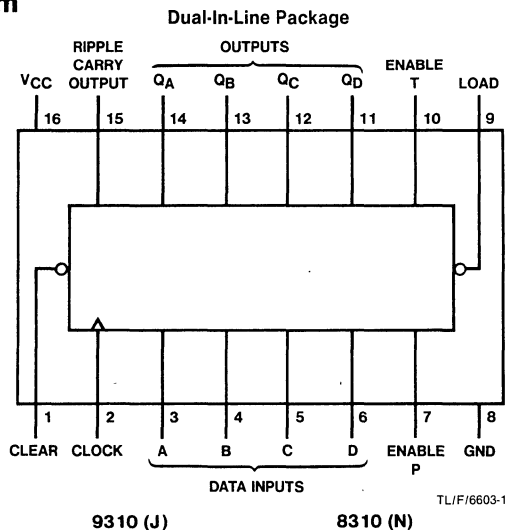 m
Dual-In-Line Package
RIPPLE
CARRY
OUTPUT
OUTPUTS
ENABLE
T
VCC
QA
QB
QC
QD
LOAD
16
15
14
13
12
11
10
9
1
2
3
4
5
6
7
8
CLEAR
CLOCK
A
B
C
D
ENABLE
P
GND
DATA INPUTS
TL/F/6603-1
9310 (J)
8310 (N)